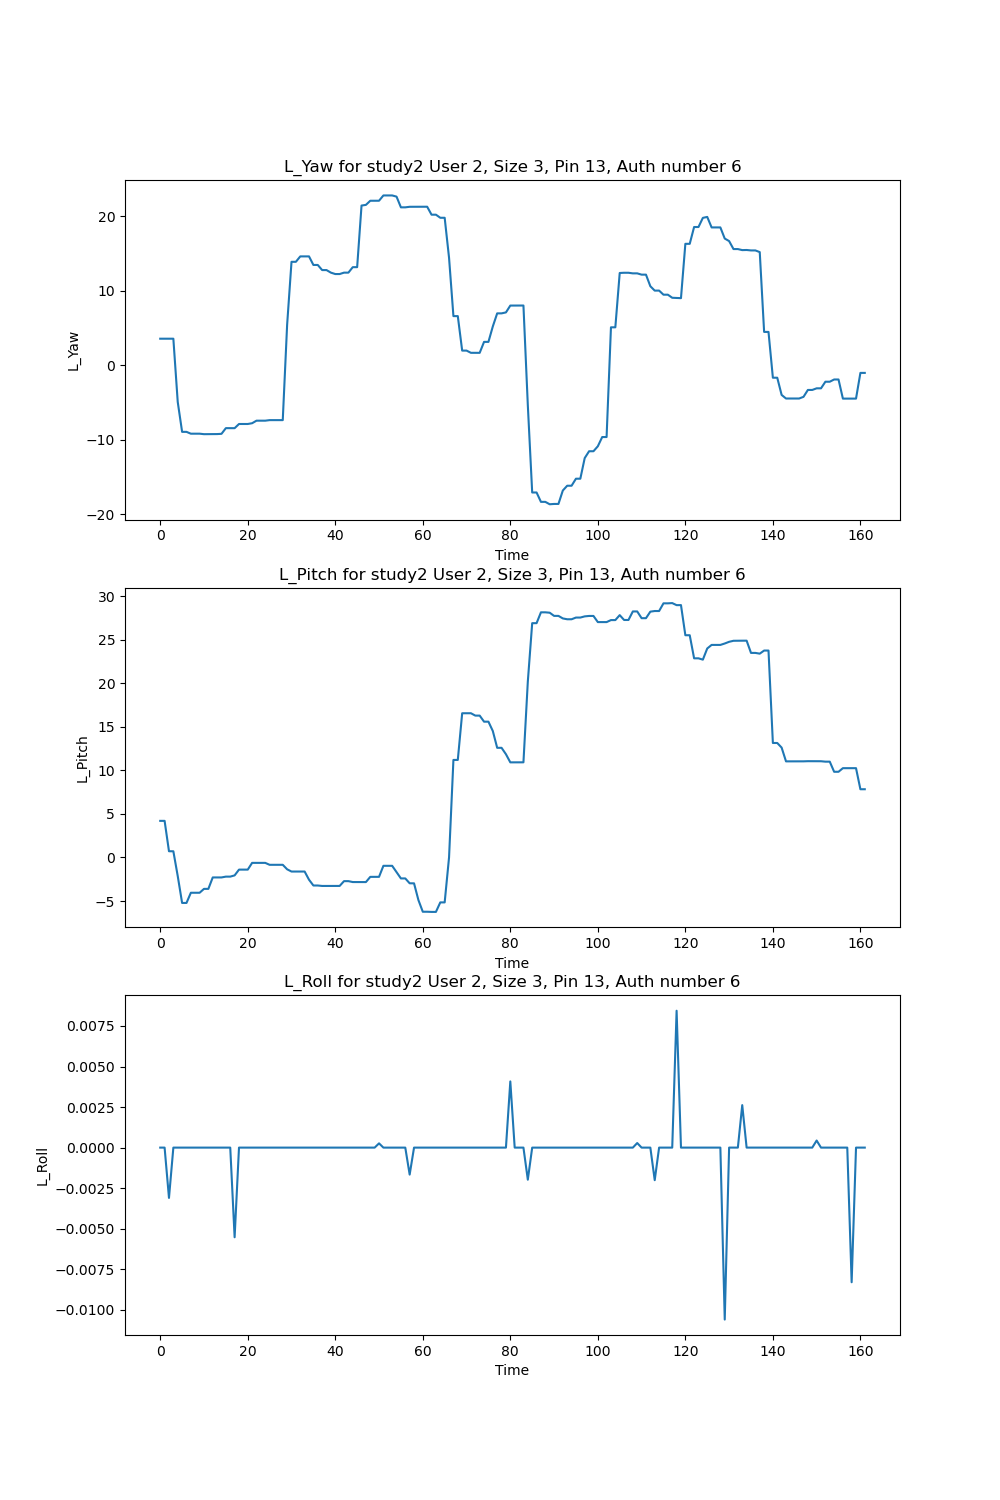 L_Yaw for study2 User 2, Size 3, Pin 13, Auth number 6
20
10
0
−10
−20
L_Yaw
0 20 40 60 80 100 120 140 160
Time
L_Pitch for study2 User 2, Size 3, Pin 13, Auth number 6
30
25
20
15
10
5
0
−5
L_Pitch
0 20 40 60 80 100 120 140 160
Time
L_Roll for study2 User 2, Size 3, Pin 13, Auth number 6
0.0075
0.0050
0.0025
0.0000
−0.0025
−0.0050
−0.0075
−0.0100
L_Roll
0 20 40 60 80 100 120 140 160
Time